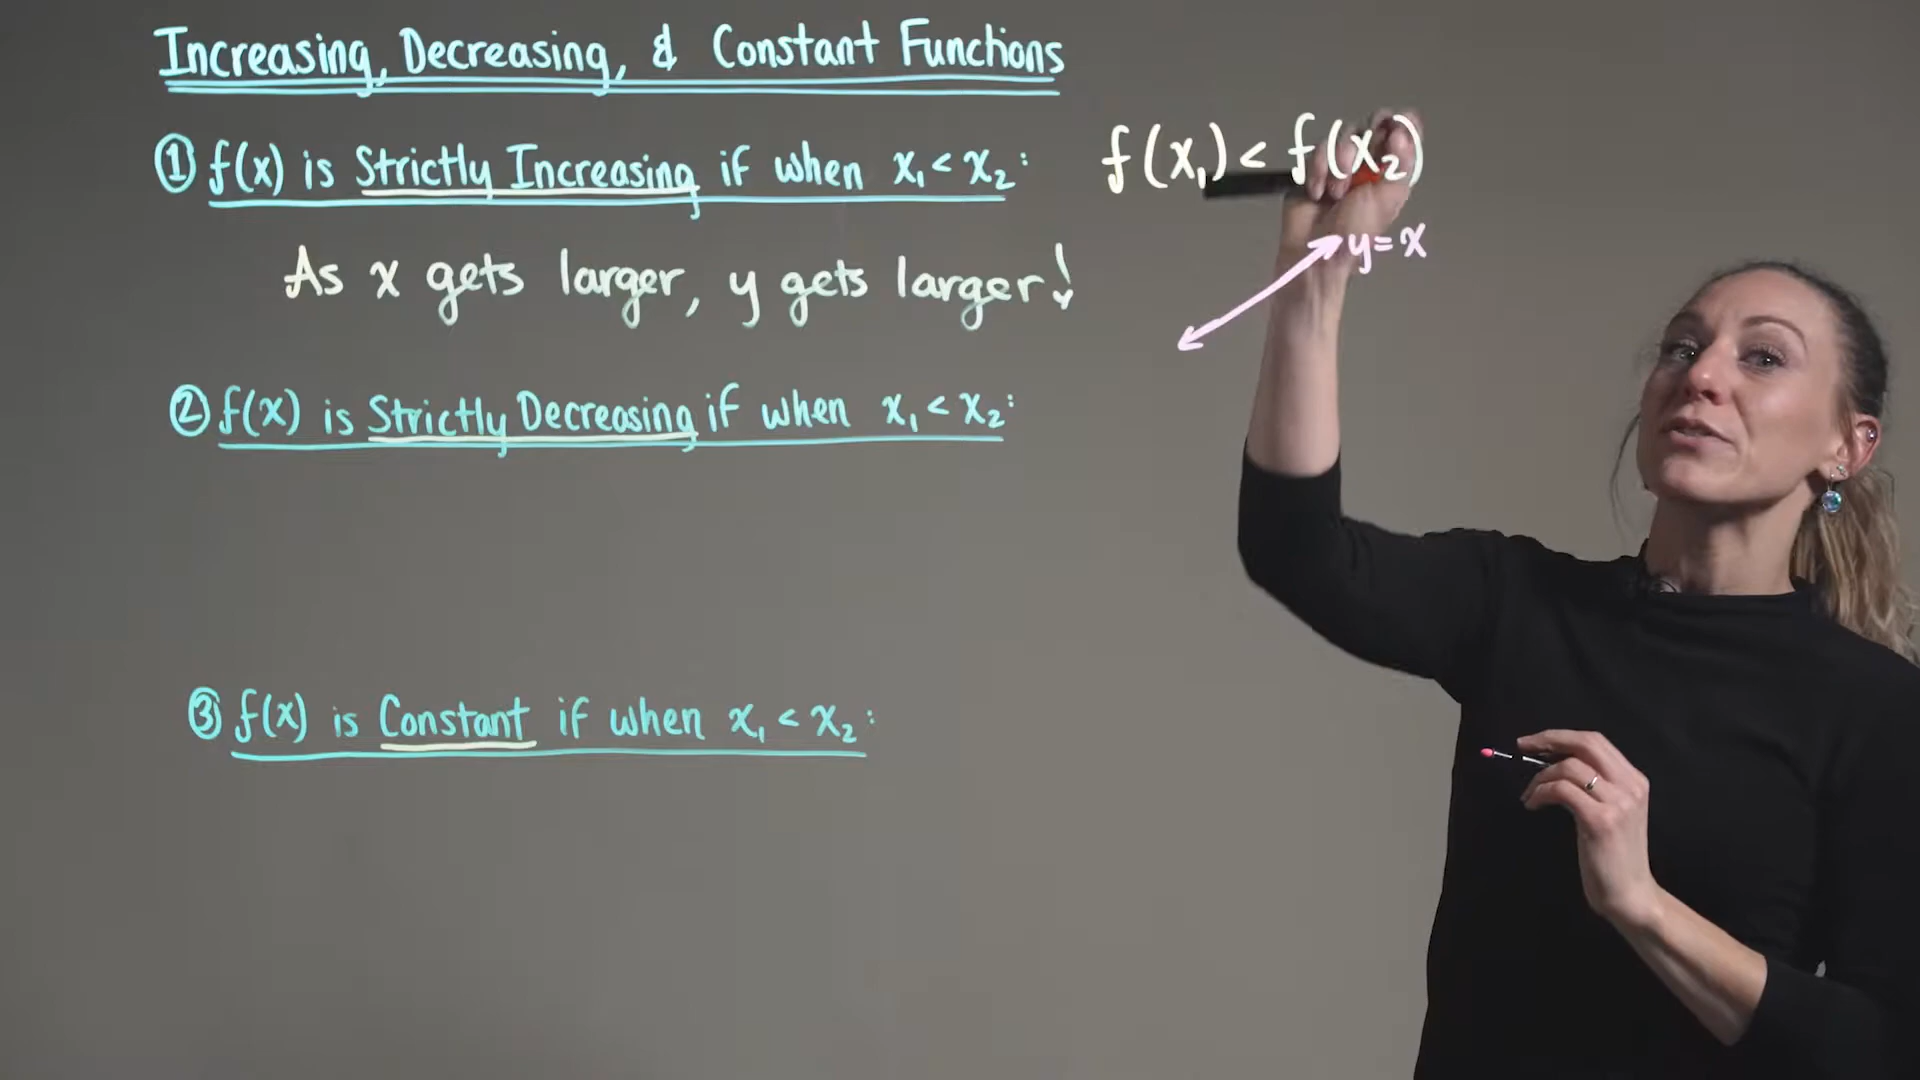 Increasing, Decreasing, & Constant Functions
① f(x) is Strictly Increasing if when x₁ < x₂: f(x₁) < f(x₂)
y=x
As x gets larger, y gets larger!
② f(x) is Strictly Decreasing if when x₁ < x₂:
③ f(x) is Constant if when x₁ < x₂: